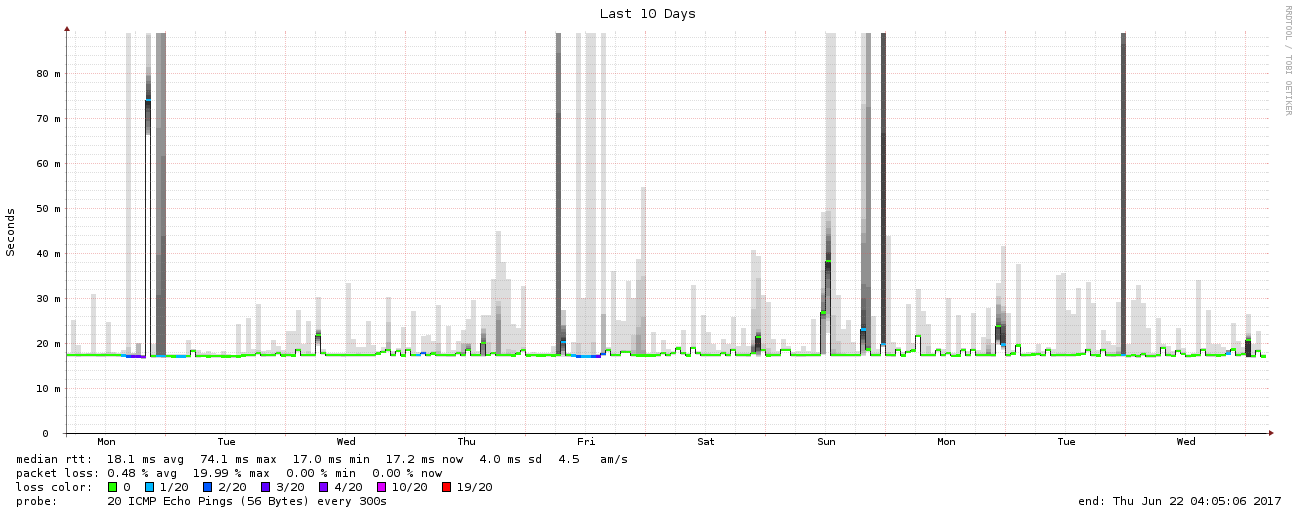 Last 10 Days
RRDTOOL / TOBI OETIKER
Seconds
80 m
70 m
60 m
50 m
40 m
30 m
20 m
10 m
0
Mon Tue Wed Thu Fri Sat Sun Mon Tue Wed
median rtt: 18.1 ms avg 74.1 ms max 17.0 ms min 17.2 ms now 4.0 ms sd 4.5 am/s
packet loss: 0.48 % avg 19.99 % max 0.00 % min 0.00 % now
loss color: 0 1/20 2/20 3/20 4/20 10/20 19/20
probe: 20 ICMP Echo Pings (56 Bytes) every 300s end: Thu Jun 22 04:05:06 2017